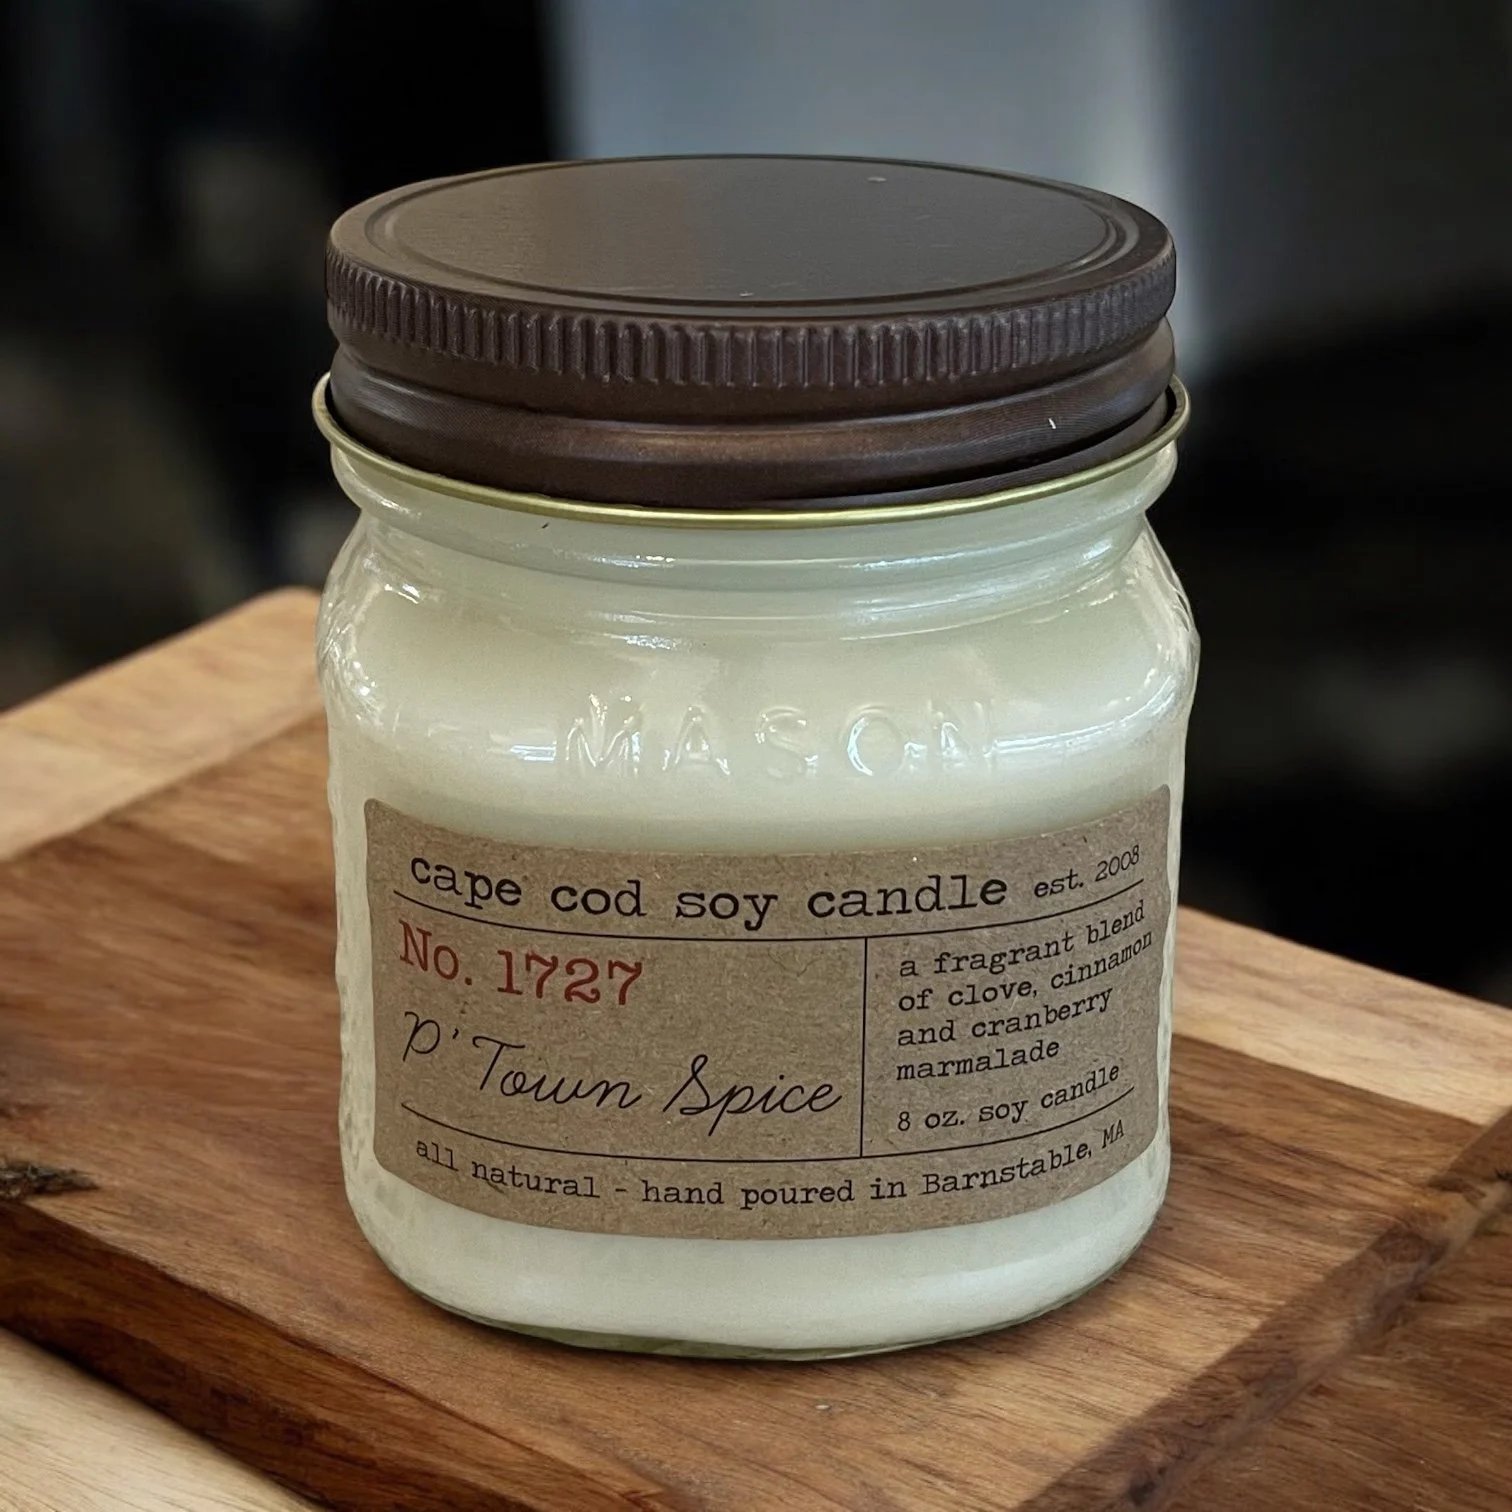 MASON
cape cod soy candle est. 2008
No. 1727
P'Town Spice
a fragrant blend
of clove, cinnamon
and cranberry
marmalade
8 oz. soy candle
all natural - hand poured in Barnstable, MA